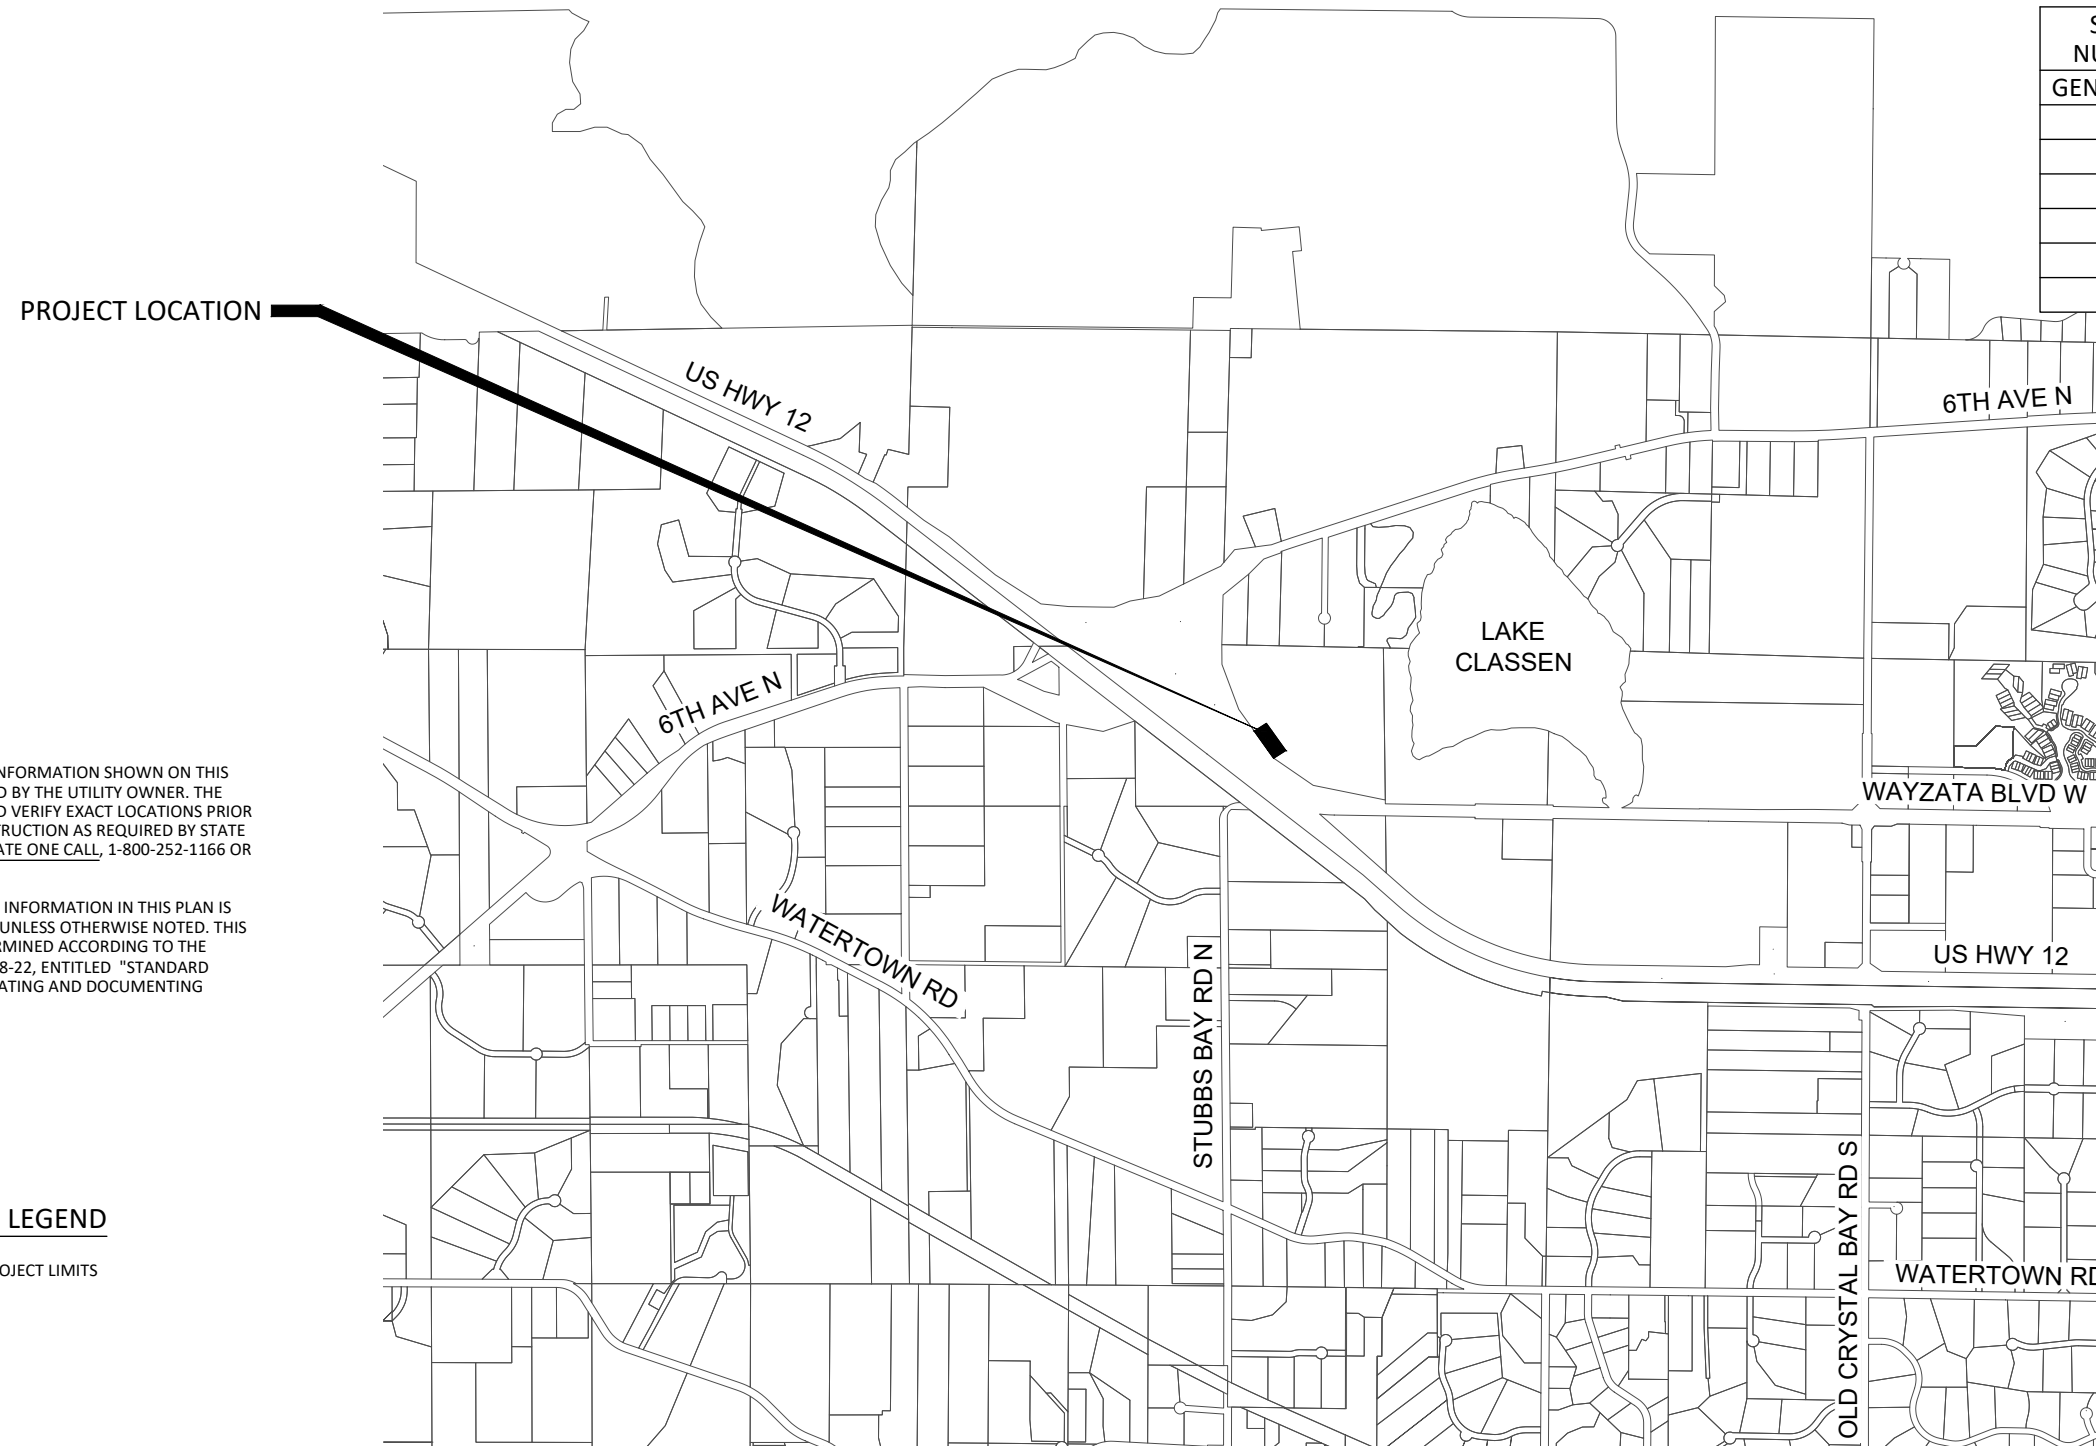 PROJECT LOCATION
US HWY 12
6TH AVE N
LAKE
CLASSEN
6TH AVE N
WAYZATA BLVD W
WATERTOWN RD
STUBBS BAY RD N
US HWY 12
OLD CRYSTAL BAY RD S
WATERTOWN RD
NFORMATION SHOWN ON THIS
D BY THE UTILITY OWNER. THE
D VERIFY EXACT LOCATIONS PRIOR
TRUCTION AS REQUIRED BY STATE
ATE ONE CALL, 1-800-252-1166 OR
INFORMATION IN THIS PLAN IS
UNLESS OTHERWISE NOTED. THIS
RMINED ACCORDING TO THE
8-22, ENTITLED "STANDARD
ATING AND DOCUMENTING
LEGEND
OJECT LIMITS
S
NU
GEN